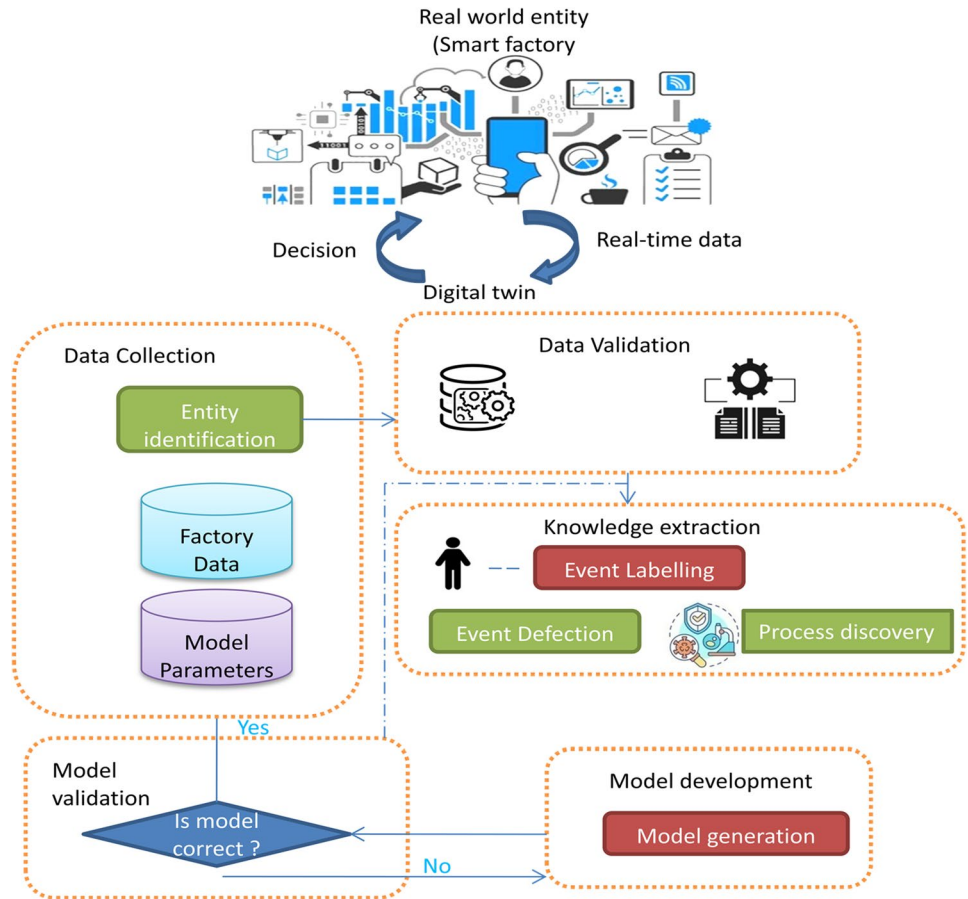 Real world entity
(Smart factory
Decision
Real-time data
Digital twin
Data Collection
Entity
identification
Factory
Data
Model
Parameters
Data Validation
Knowledge extraction
Event Labelling
Event Defection
Process discovery
Yes
Model
validation
Is model
correct ?
No
Model development
Model generation